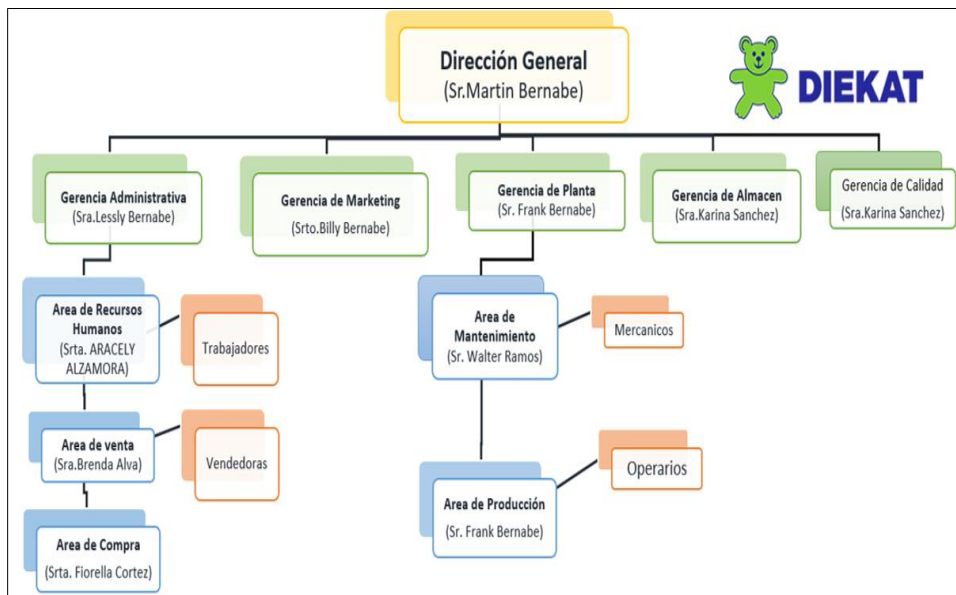 Dirección General
(Sr.Martin Bernabe)
DIEKAT
Gerencia Administrativa
(Sra.Lessly Bernabe)
Gerencia de Marketing
(Srto.Billy Bernabe)
Gerencia de Planta
(Sr. Frank Bernabe)
Gerencia de Almacen
(Sra.Karina Sanchez)
Gerencia de Calidad
(Sra.Karina Sanchez)
Area de Recursos
Humanos
(Srta. ARACELY
ALZAMORA)
Trabajadores
Area de
Mantenimiento
(Sr. Walter Ramos)
Mercanicos
Area de venta
(Sra.Brenda Alva)
Vendedoras
Area de Producción
(Sr. Frank Bernabe)
Operarios
Area de Compra
(Srta. Fiorella Cortez)